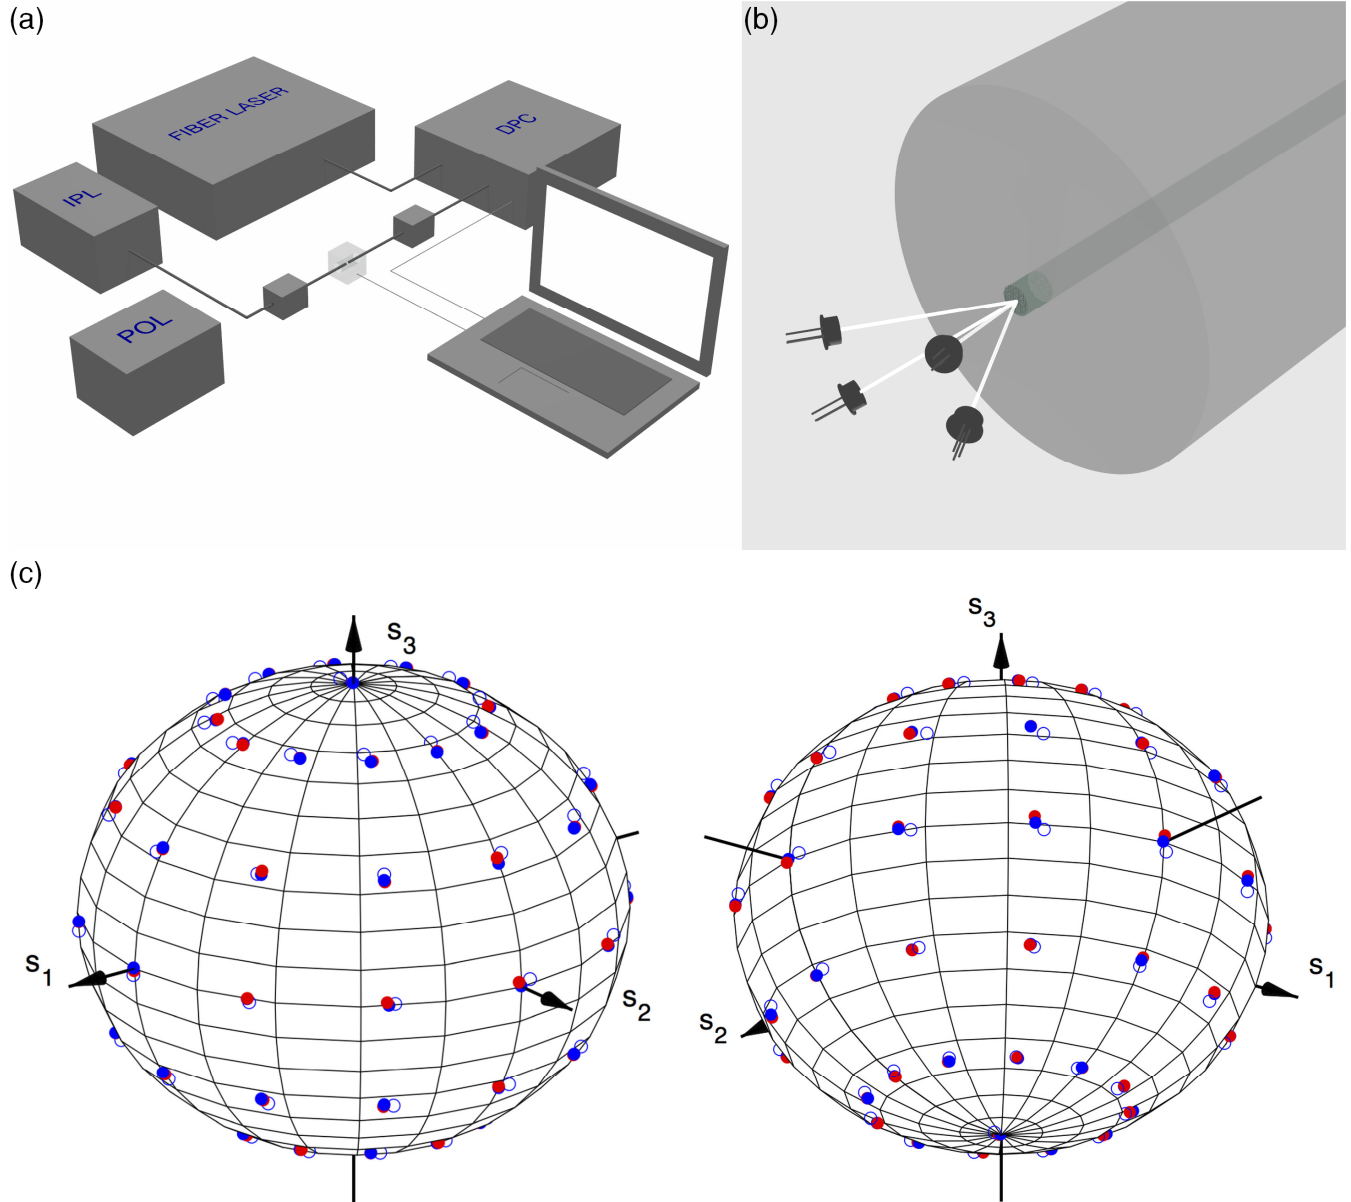 (a)
(b)
FIBER LASER
DPC
IPL
POL
(c)
s3
s1
s2
s3
s1
s2